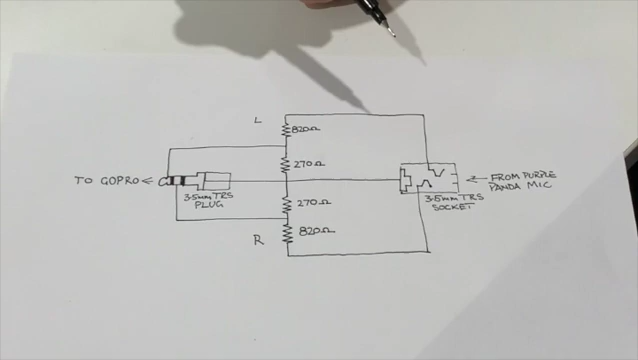 L
820Ω
270Ω
TO GOPRO
3.5mm TRS
PLUG
FROM PURPLE
PANDA MIC
3.5mm TRS
SOCKET
270Ω
R
820Ω